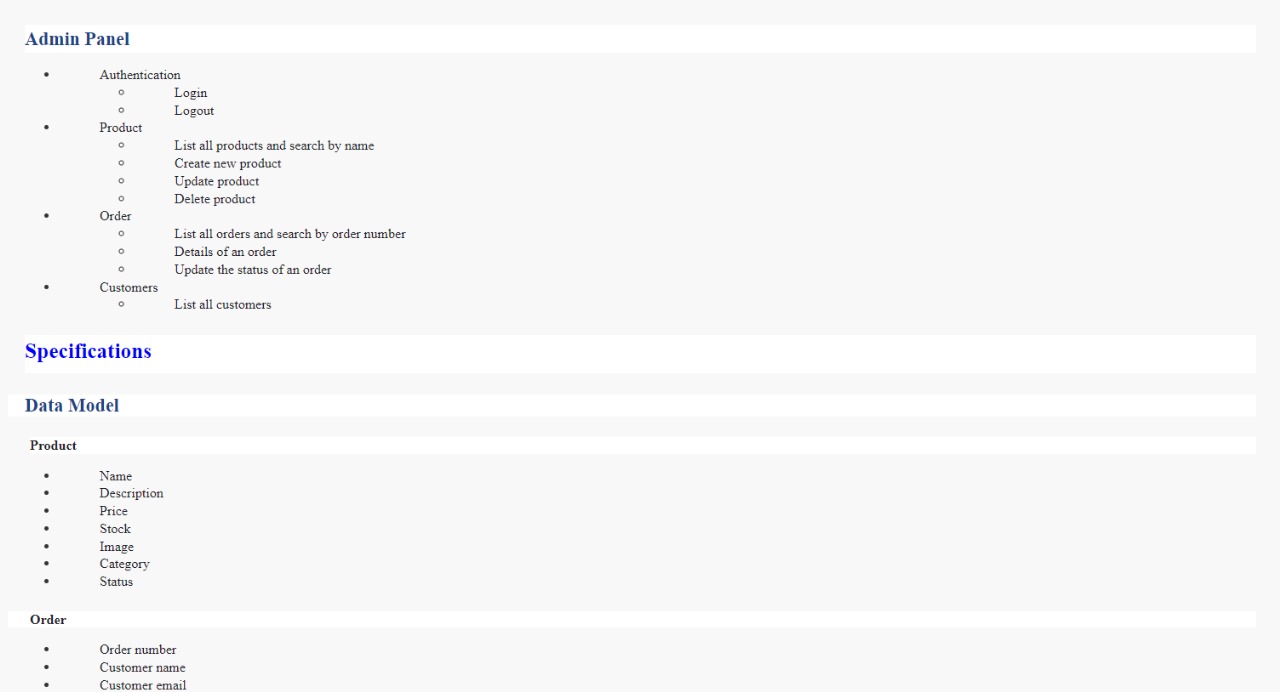 Admin Panel
Authentication
Login
Logout
Product
List all products and search by name
Create new product
Update product
Delete product
Order
List all orders and search by order number
Details of an order
Update the status of an order
Customers
List all customers
Specifications
Data Model
Product
Name
Description
Price
Stock
Image
Category
Status
Order
Order number
Customer name
Customer email